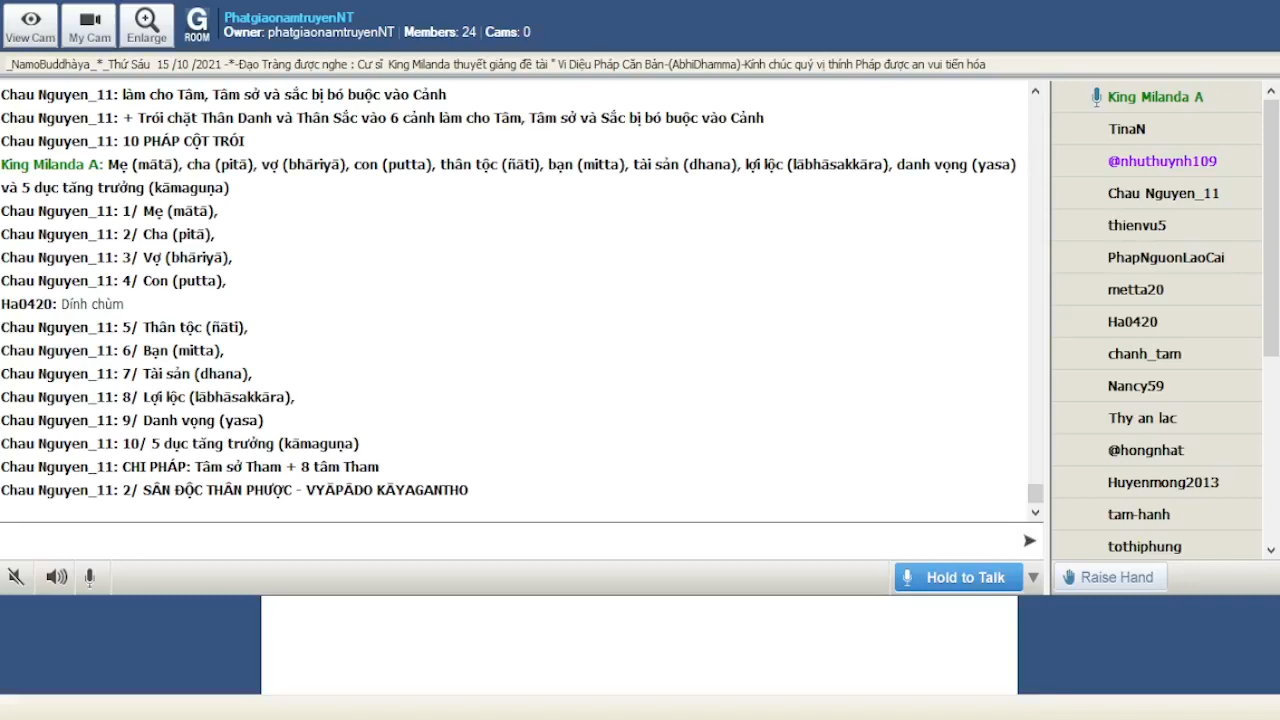 View Cam
My Cam
Enlarge
G
ROOM
PhatgiaonamtruyenNT
Owner: phatgiaonamtruyenNT | Members: 24 | Cams: 0
_NamoBuddhàya_*_Thứ Sáu 15 /10 /2021 -*-Đạo Tràng được nghe : Cư sĩ King Milanda thuyết giảng đề tài " Vi Diệu Pháp Căn Bản-(AbhiDhamma)-Kính chúc quý vị thính Pháp được an vui tiến hóa
Chau Nguyen_11: làm cho Tâm, Tâm sở và sắc bị bó buộc vào Cảnh
Chau Nguyen_11: + Trói chặt Thân Danh và Thân Sắc vào 6 cảnh làm cho Tâm, Tâm sở và Sắc bị bó buộc vào Cảnh
Chau Nguyen_11: 10 PHÁP CỘT TRÓI
King Milanda A: Mẹ (mātā), cha (pitā), vợ (bhāriyā), con (putta), thân tộc (ñāti), bạn (mitta), tài sản (dhana), lợi lộc (lābhāsakkāra), danh vọng (yasa)
và 5 dục tăng trưởng (kāmaguṇa)
Chau Nguyen_11: 1/ Mẹ (mātā),
Chau Nguyen_11: 2/ Cha (pitā),
Chau Nguyen_11: 3/ Vợ (bhāriyā),
Chau Nguyen_11: 4/ Con (putta),
Ha0420: Dính chùm
Chau Nguyen_11: 5/ Thân tộc (ñāti),
Chau Nguyen_11: 6/ Bạn (mitta),
Chau Nguyen_11: 7/ Tài sản (dhana),
Chau Nguyen_11: 8/ Lợi lộc (lābhāsakkāra),
Chau Nguyen_11: 9/ Danh vọng (yasa)
Chau Nguyen_11: 10/ 5 dục tăng trưởng (kāmaguṇa)
Chau Nguyen_11: CHI PHÁP: Tâm sở Tham + 8 tâm Tham
Chau Nguyen_11: 2/ SÂN ĐỘC THÂN PHƯỢC - VYĀPĀDO KĀYAGANTHO
King Milanda A
TinaN
@nhuthuynh109
Chau Nguyen_11
thienvu5
PhapNguonLaoCai
metta20
Ha0420
chanh_tam
Nancy59
Thy an lac
@hongnhat
Huyenmong2013
tam-hanh
tothiphung
Hold to Talk
Raise Hand